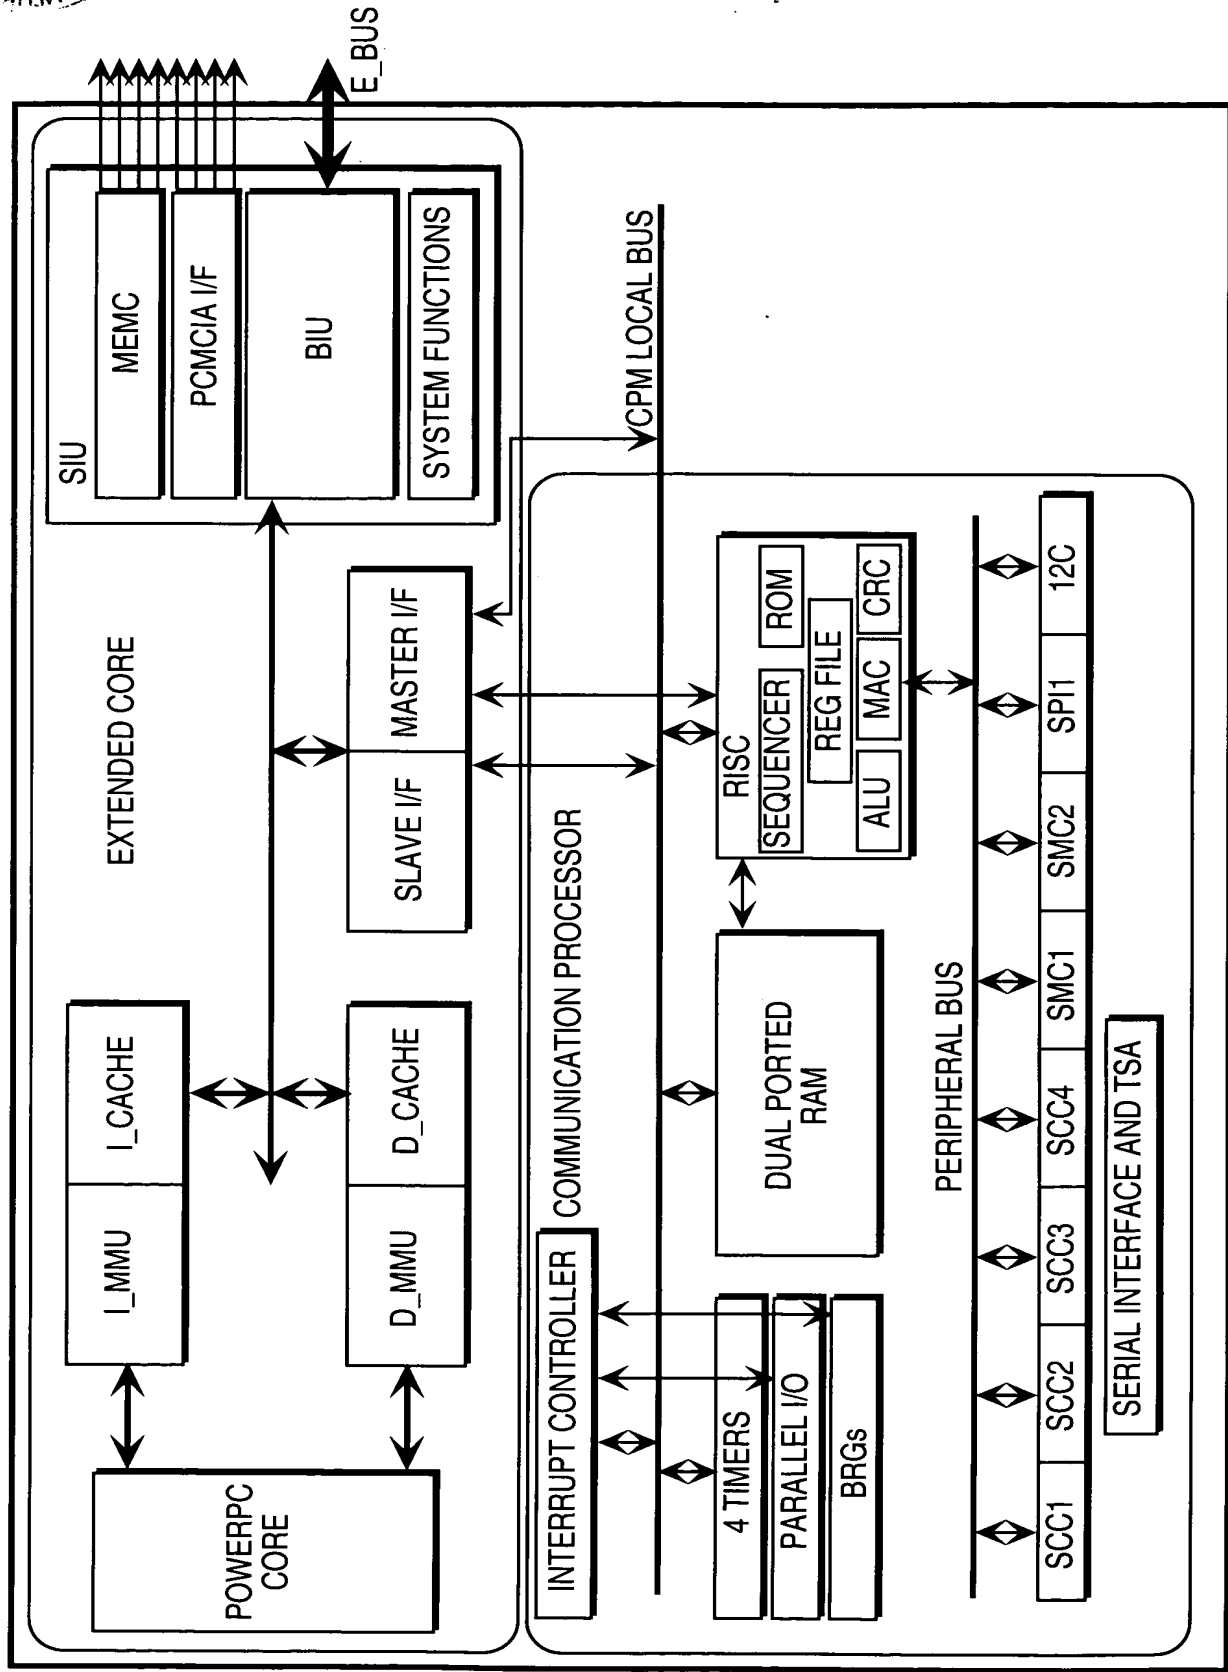 EXTENDED CORE
POWERPC
CORE
I_MMU
I_CACHE
D_MMU
D_CACHE
SLAVE I/F
MASTER I/F
SIU
MEMC
PCMCIA I/F
BIU
SYSTEM FUNCTIONS
E_BUS
INTERRUPT CONTROLLER
COMMUNICATION PROCESSOR
CPM LOCAL BUS
4 TIMERS
PARALLEL I/O
BRGs
DUAL PORTED
RAM
RISC
SEQUENCER
ROM
REG FILE
ALU
MAC
CRC
PERIPHERAL BUS
SCC1
SCC2
SCC3
SCC4
SMC1
SMC2
SPI1
12C
SERIAL INTERFACE AND TSA